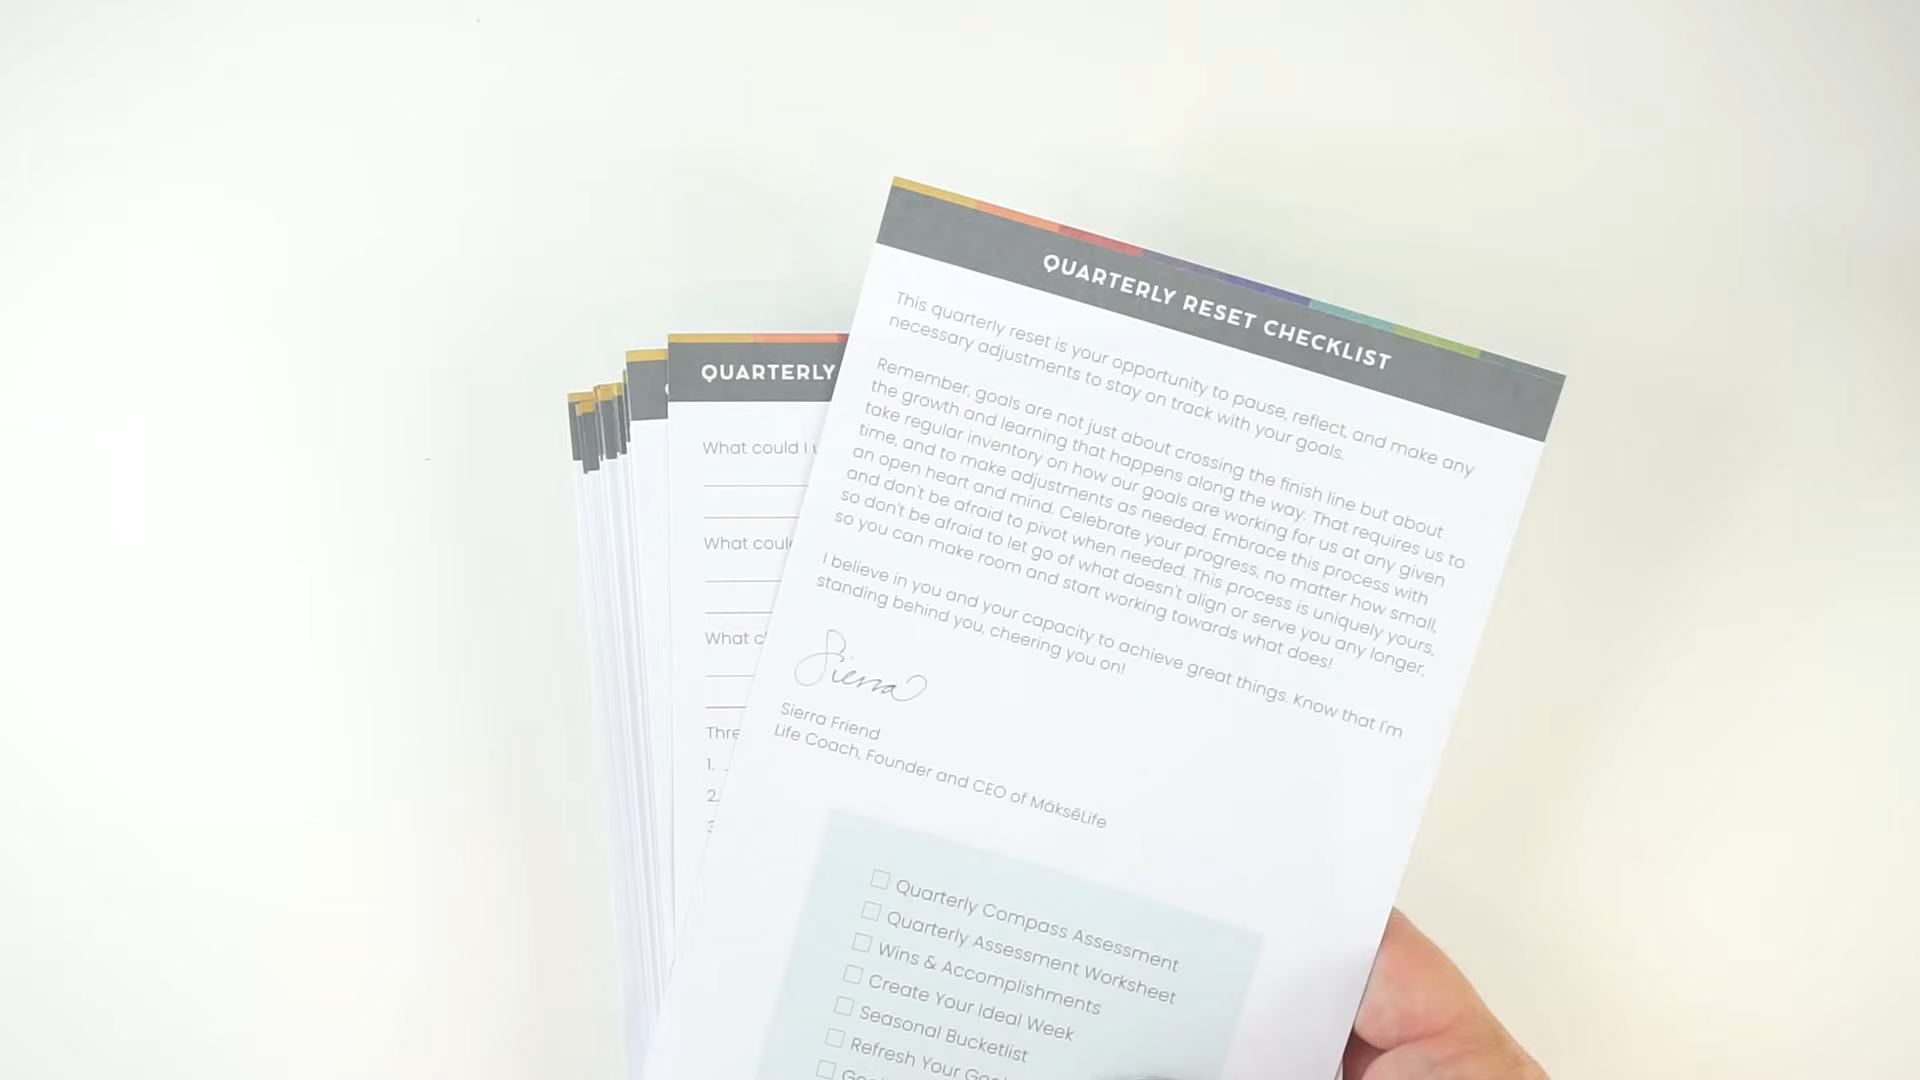 QUARTERLY RESET CHECKLIST
This quarterly reset is your opportunity to pause, reflect, and make any
necessary adjustments to stay on track with your goals.
Remember, goals are not just about crossing the finish line but about
the growth and learning that happens along the way. That requires us to
take regular inventory on how our goals are working for us at any given
time, and to make adjustments as needed. Embrace this process with
an open heart and mind. Celebrate your progress, no matter how small,
and don't be afraid to pivot when needed. This process is uniquely yours,
so don't be afraid to let go of what doesn't align or serve you any longer,
so you can make room and start working towards what does!
I believe in you and your capacity to achieve great things. Know that I'm
standing behind you, cheering you on!
Sierra
Sierra Friend
Life Coach, Founder and CEO of MáksēLife
Quarterly Compass Assessment
Quarterly Assessment Worksheet
Wins & Accomplishments
Create Your Ideal Week
Seasonal Bucketlist
Refresh Your
QUARTERLY
What could I
What
What
1.
2.